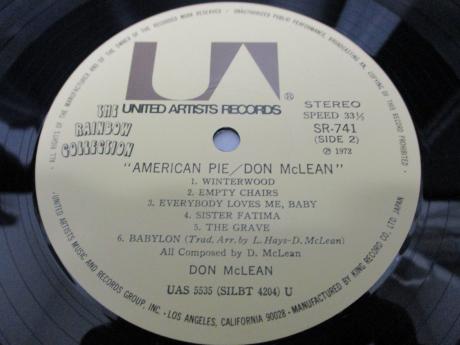 ALL RIGHTS OF THE MANUFACTURER AND OF THE OWNER OF THE RECORDED WORK RESERVED · UNAUTHORIZED PUBLIC PERFORMANCE, BROADCASTING AND COPYING OF THIS RECORD PROHIBITED ·
UA
®
UNITED ARTISTS RECORDS
THE
RAINBOW
COLLECTION
STEREO
SPEED 33⅓
SR-741
(SIDE 2)
℗ 1972
"AMERICAN PIE/DON McLEAN"
1. WINTERWOOD
2. EMPTY CHAIRS
3. EVERYBODY LOVES ME, BABY
4. SISTER FATIMA
5. THE GRAVE
6. BABYLON (Trad. Arr. by L. Hays-D. McLean)
All Composed by D. McLean
DON McLEAN
UAS 5535 (SILBT 4204) U
UNITED ARTISTS MUSIC AND RECORDS GROUP, INC. · LOS ANGELES, CALIFORNIA 90028 · MANUFACTURED BY KING RECORD CO. LTD. JAPAN